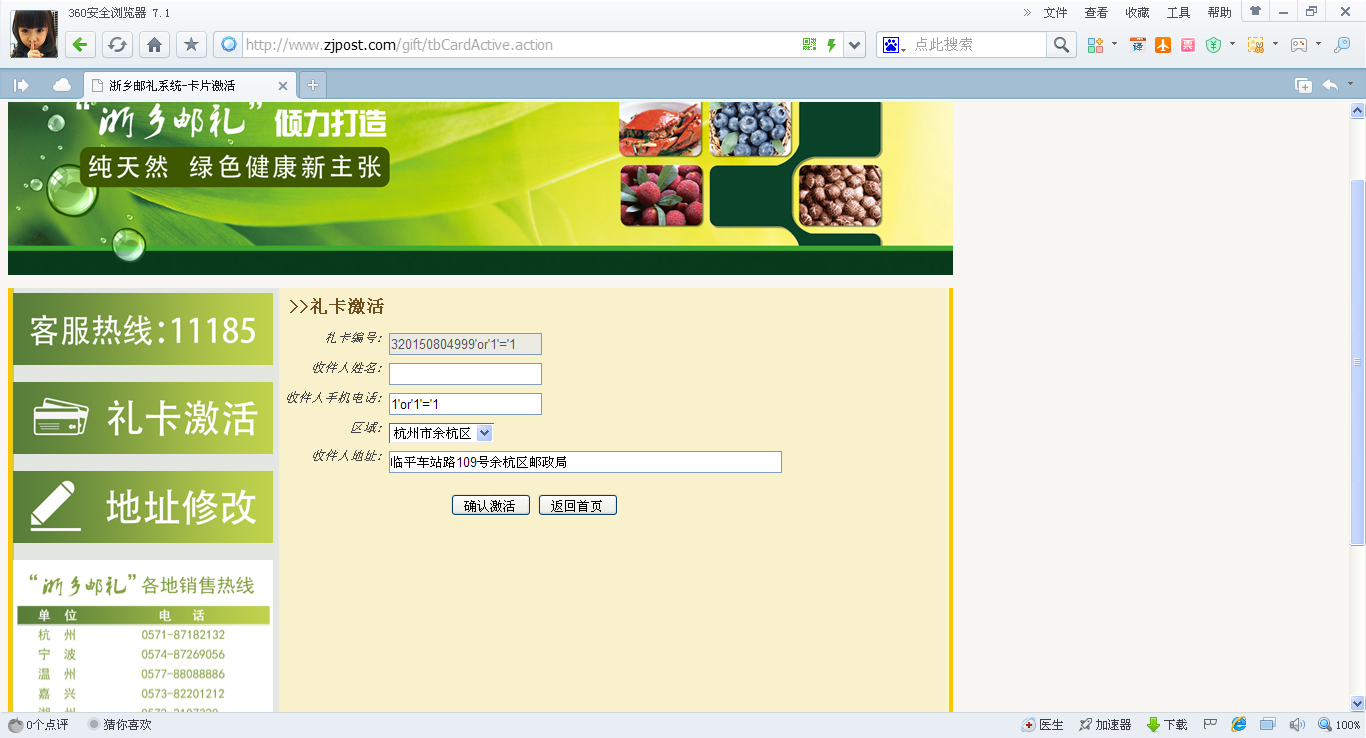 360安全浏览器 7.1
» 文件 查看 收藏 工具 帮助
http://www.zjpost.com/gift/tbCardActive.action
点此搜索
译
票
浙乡邮礼系统-卡片激活
“浙乡邮礼”倾力打造
纯天然 绿色健康新主张
客服热线:11185
礼卡激活
地址修改
“浙乡邮礼”各地销售热线
单 位 电 话
杭 州 0571-87182132
宁 波 0574-87269056
温 州 0577-88088886
嘉 兴 0573-82201212
>>礼卡激活
礼卡编号: 320150804999'or'1'='1
收件人姓名:
收件人手机电话: 1'or'1'='1
区域: 杭州市余杭区
收件人地址: 临平车站路109号余杭区邮政局
确认激活 返回首页
0个点评 猜你喜欢
医生 加速器 下载 100%